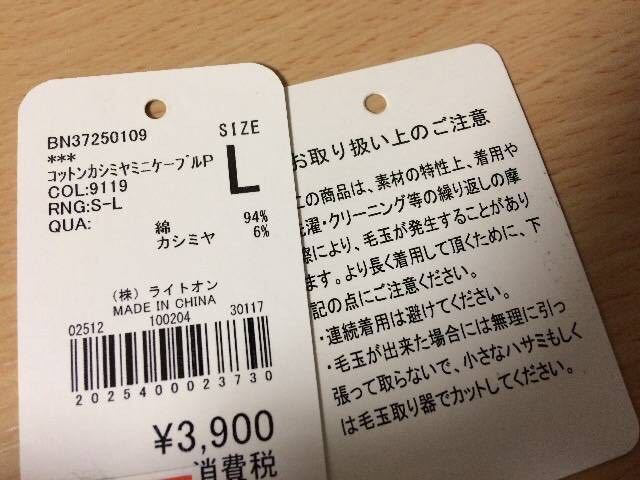 BN37250109
SIZE
***
コットンカシミヤミニケーブルP
L
COL:9119
RNG:S-L
QUA:
綿 94%
カシミヤ 6%
(株)ライトオン
MADE IN CHINA
02512 30117
100204
2025400023730
¥3,900
消費税
お取り扱い上のご注意
この商品は、素材の特性上、着用や
洗濯・クリーニング等の繰り返しの摩
擦により、毛玉が発生することがあり
ます。より長く着用して頂くために、下
記の点にご注意ください。
・連続着用は避けてください。
・毛玉が出来た場合には無理に引っ
張って取らないで、小さなハサミもしく
は毛玉取り器でカットしてください。